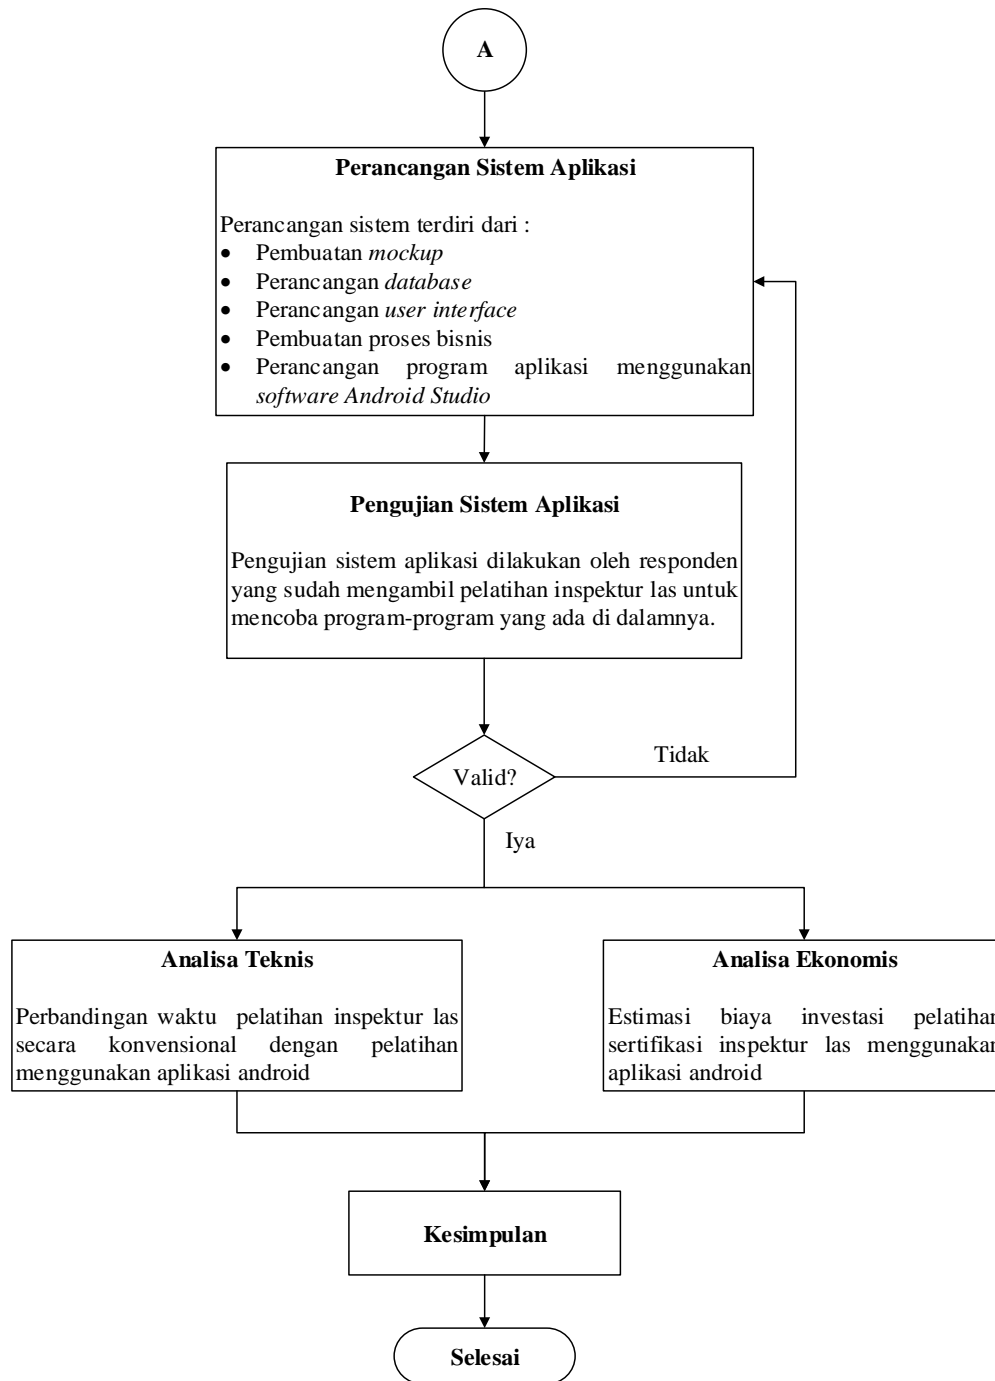 A
Perancangan Sistem Aplikasi
Perancangan sistem terdiri dari :
• Pembuatan mockup
• Perancangan database
• Perancangan user interface
• Pembuatan proses bisnis
• Perancangan program aplikasi menggunakan
software Android Studio
Pengujian Sistem Aplikasi
Pengujian sistem aplikasi dilakukan oleh responden
yang sudah mengambil pelatihan inspektur las untuk
mencoba program-program yang ada di dalamnya.
Valid?
Tidak
Iya
Analisa Teknis
Perbandingan waktu pelatihan inspektur las
secara konvensional dengan pelatihan
menggunakan aplikasi android
Analisa Ekonomis
Estimasi biaya investasi pelatihan
sertifikasi inspektur las menggunakan
aplikasi android
Kesimpulan
Selesai